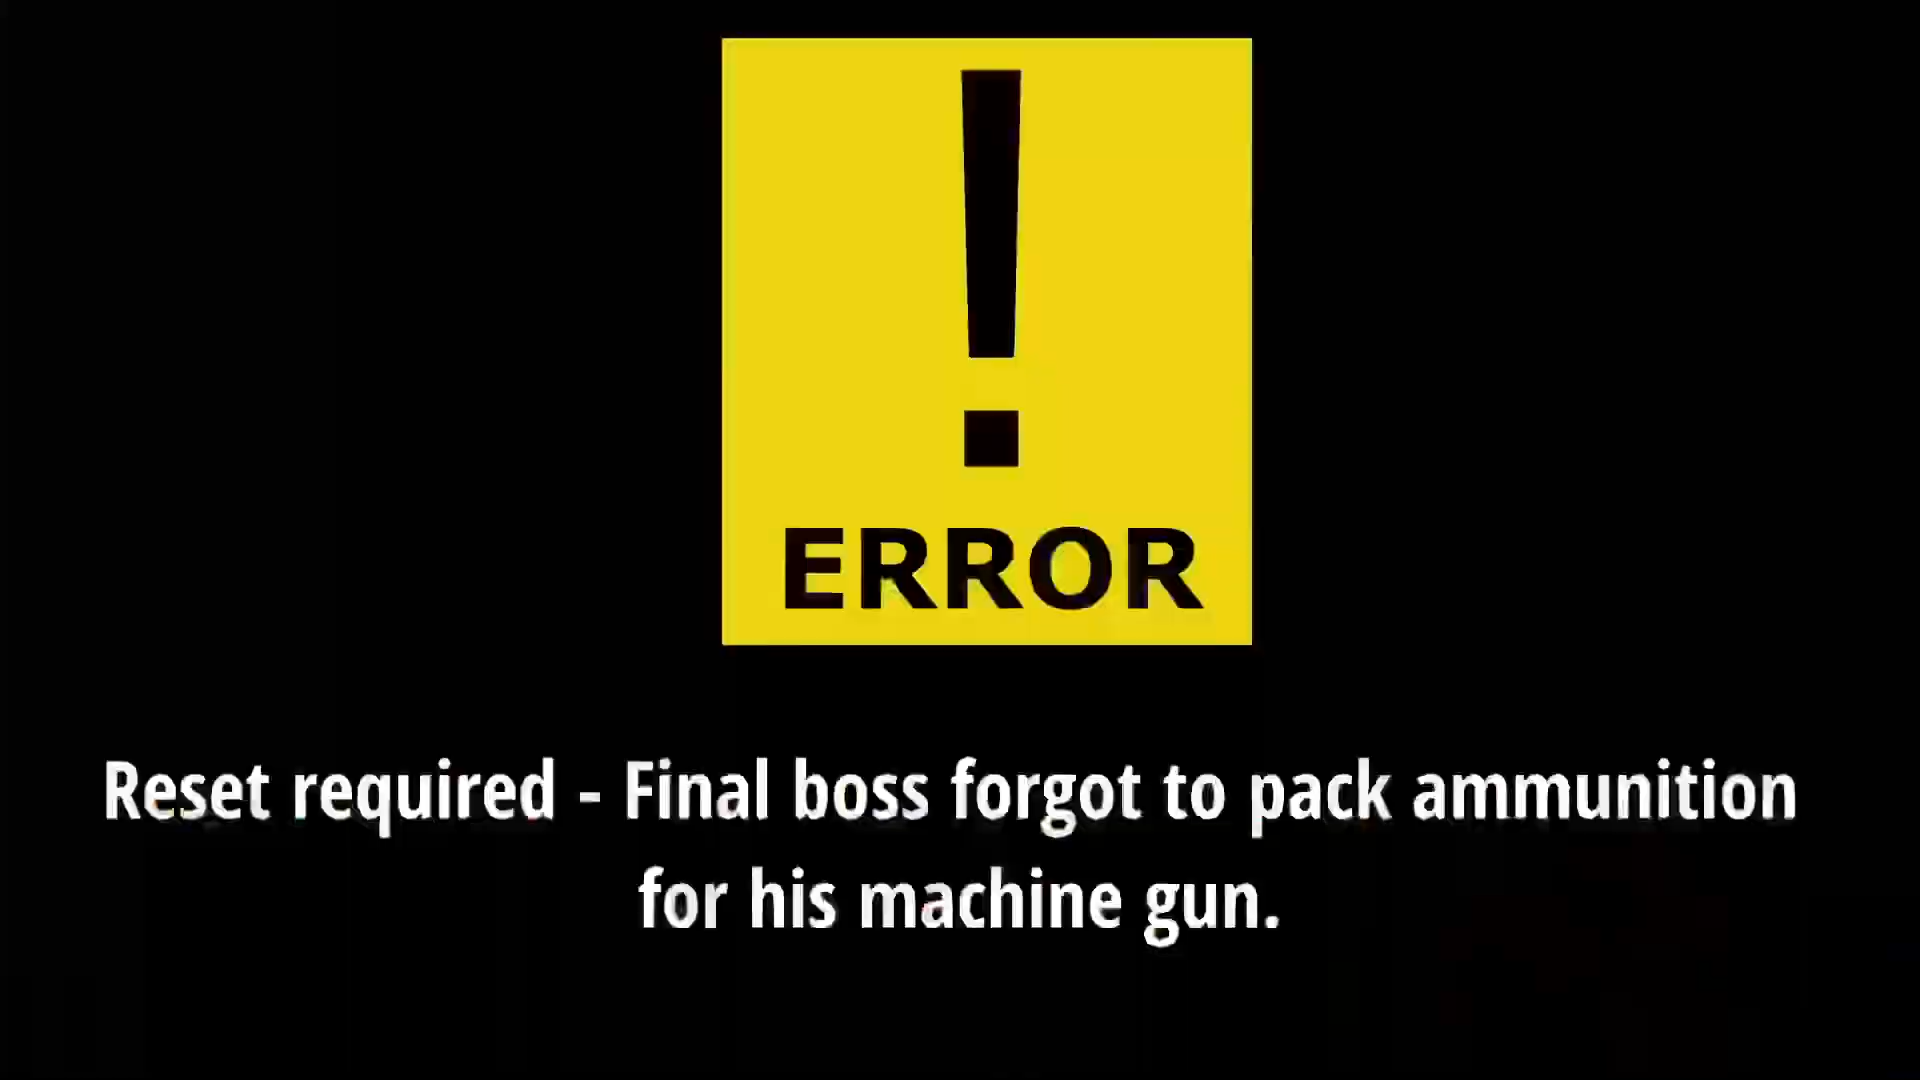 !
ERROR
Reset required - Final boss forgot to pack ammunition
for his machine gun.